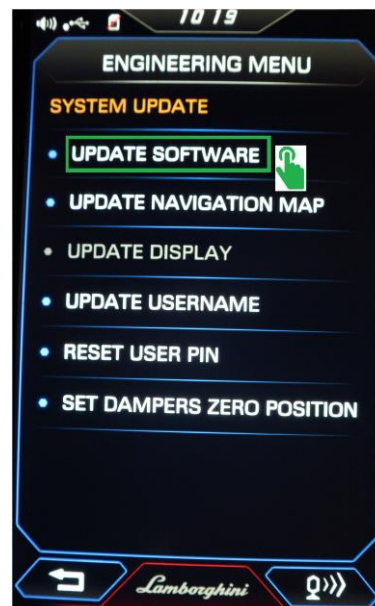 10 19
ENGINEERING MENU
SYSTEM UPDATE
UPDATE SOFTWARE
UPDATE NAVIGATION MAP
UPDATE DISPLAY
UPDATE USERNAME
RESET USER PIN
SET DAMPERS ZERO POSITION
Lamborghini